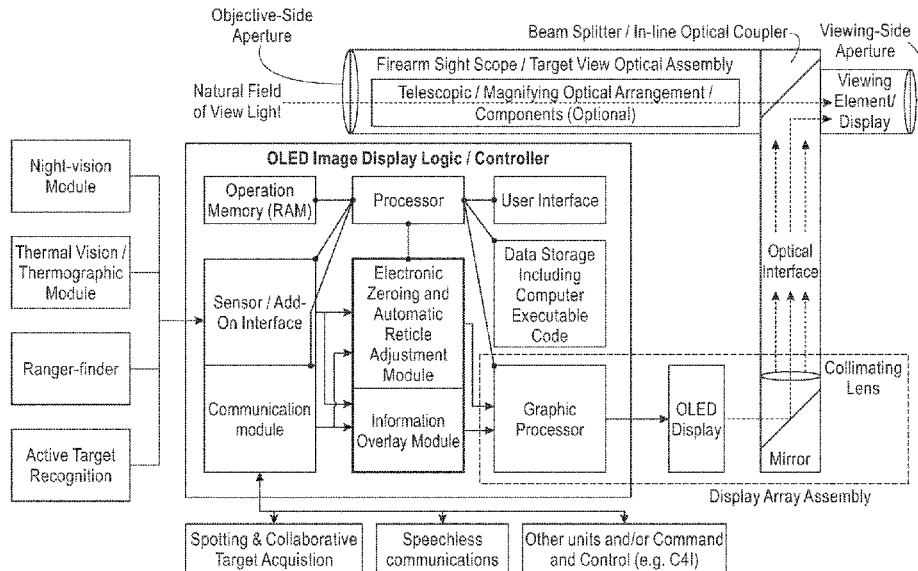 Objective-Side
Aperture
Beam Splitter / In-line Optical Coupler
Viewing-Side
Aperture
Firearm Sight Scope / Target View Optical Assembly
Natural Field
of View Light
Telescopic / Magnifying Optical Arrangement /
Components (Optional)
Viewing
Element/
Display
OLED Image Display Logic / Controller
Night-vision
Module
Operation
Memory (RAM)
Processor
User Interface
Thermal Vision /
Thermographic
Module
Sensor / Add-
On Interface
Electronic
Zeroing and
Automatic
Reticle
Adjustment
Module
Data Storage
Including
Computer
Executable
Code
Optical
Interface
Ranger-finder
Collimating
Lens
Communication
module
Information
Overlay Module
Graphic
Processor
OLED
Display
Active Target
Recognition
Mirror
Display Array Assembly
Spotting & Collaborative
Target Acquistion
Speechless
communications
Other units and/or Command
and Control (e.g. C4I)